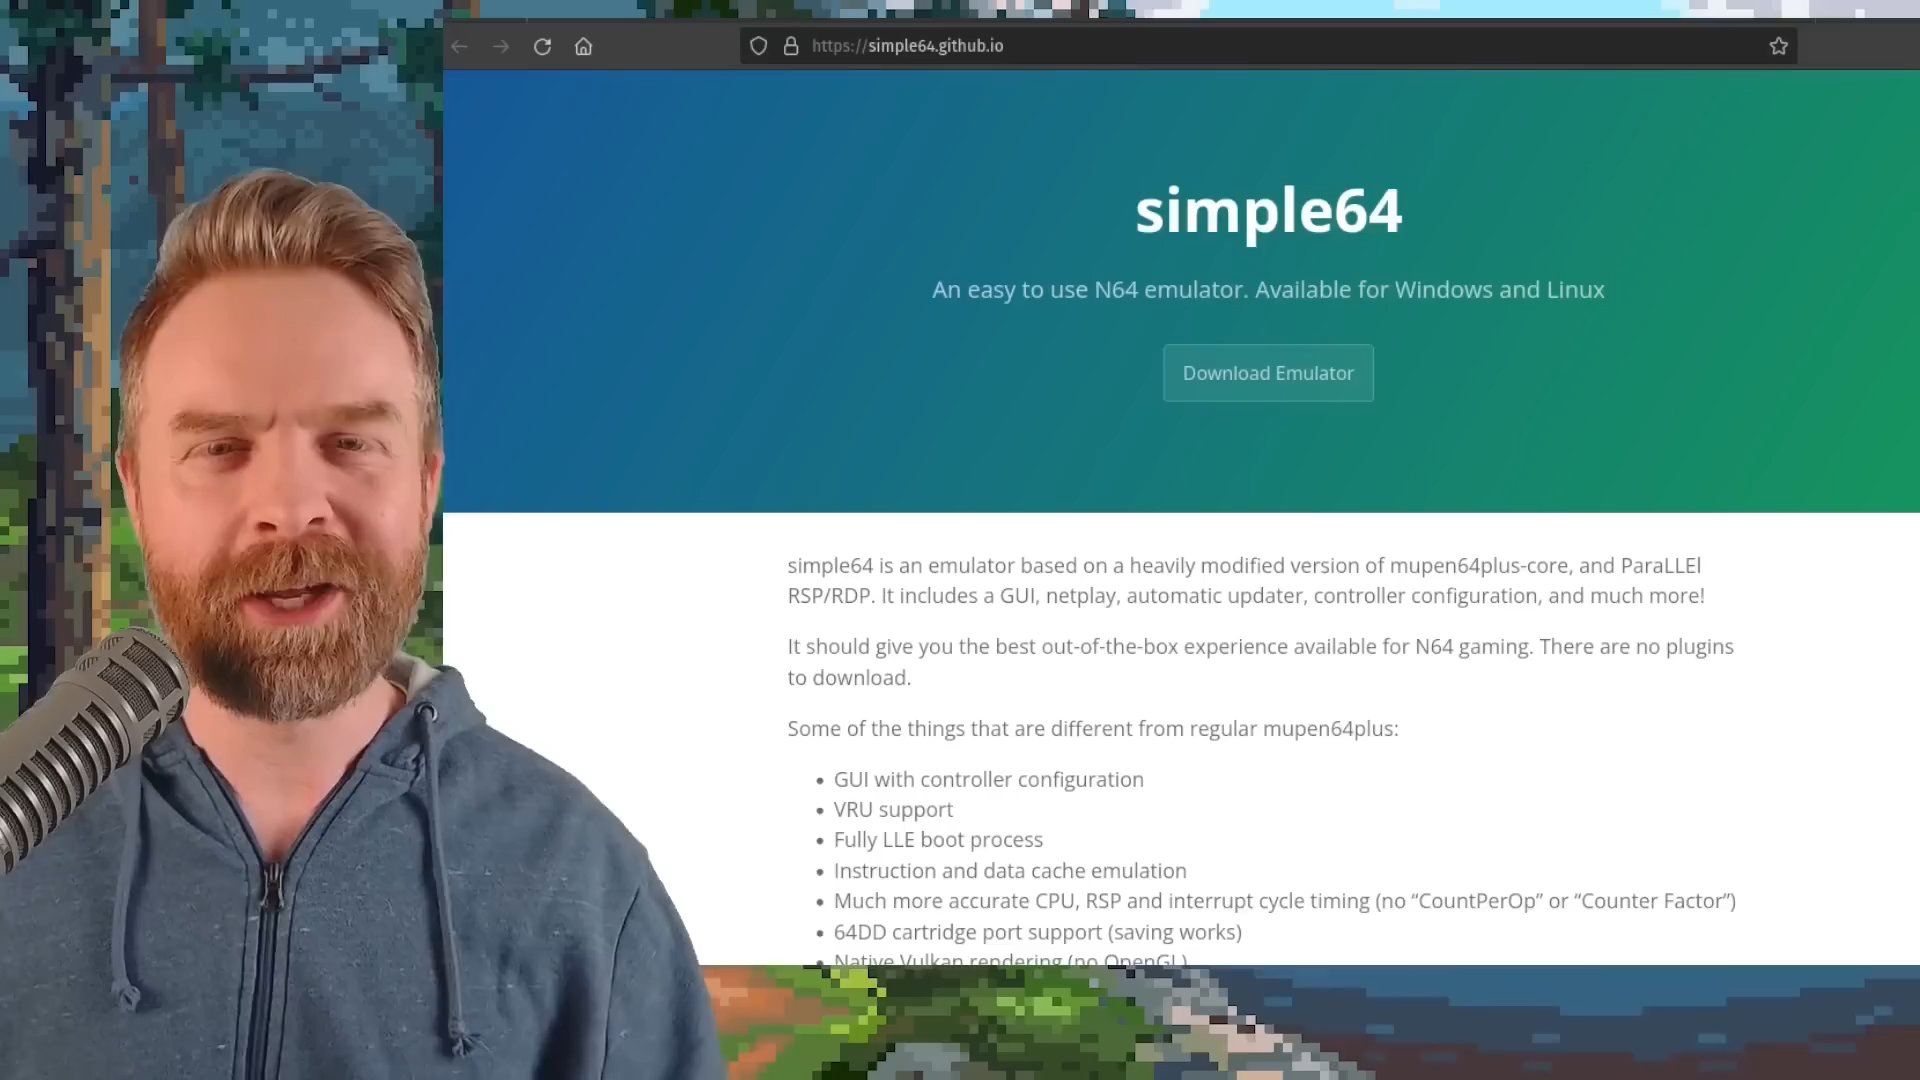 https://simple64.github.io
simple64
An easy to use N64 emulator. Available for Windows and Linux
Download Emulator
simple64 is an emulator based on a heavily modified version of mupen64plus-core, and ParaLLEl
RSP/RDP. It includes a GUI, netplay, automatic updater, controller configuration, and much more!
It should give you the best out-of-the-box experience available for N64 gaming. There are no plugins
to download.
Some of the things that are different from regular mupen64plus:
• GUI with controller configuration
• VRU support
• Fully LLE boot process
• Instruction and data cache emulation
• Much more accurate CPU, RSP and interrupt cycle timing (no “CountPerOp” or “Counter Factor”)
• 64DD cartridge port support (saving works)
• Native Vulkan rendering (no OpenGL)